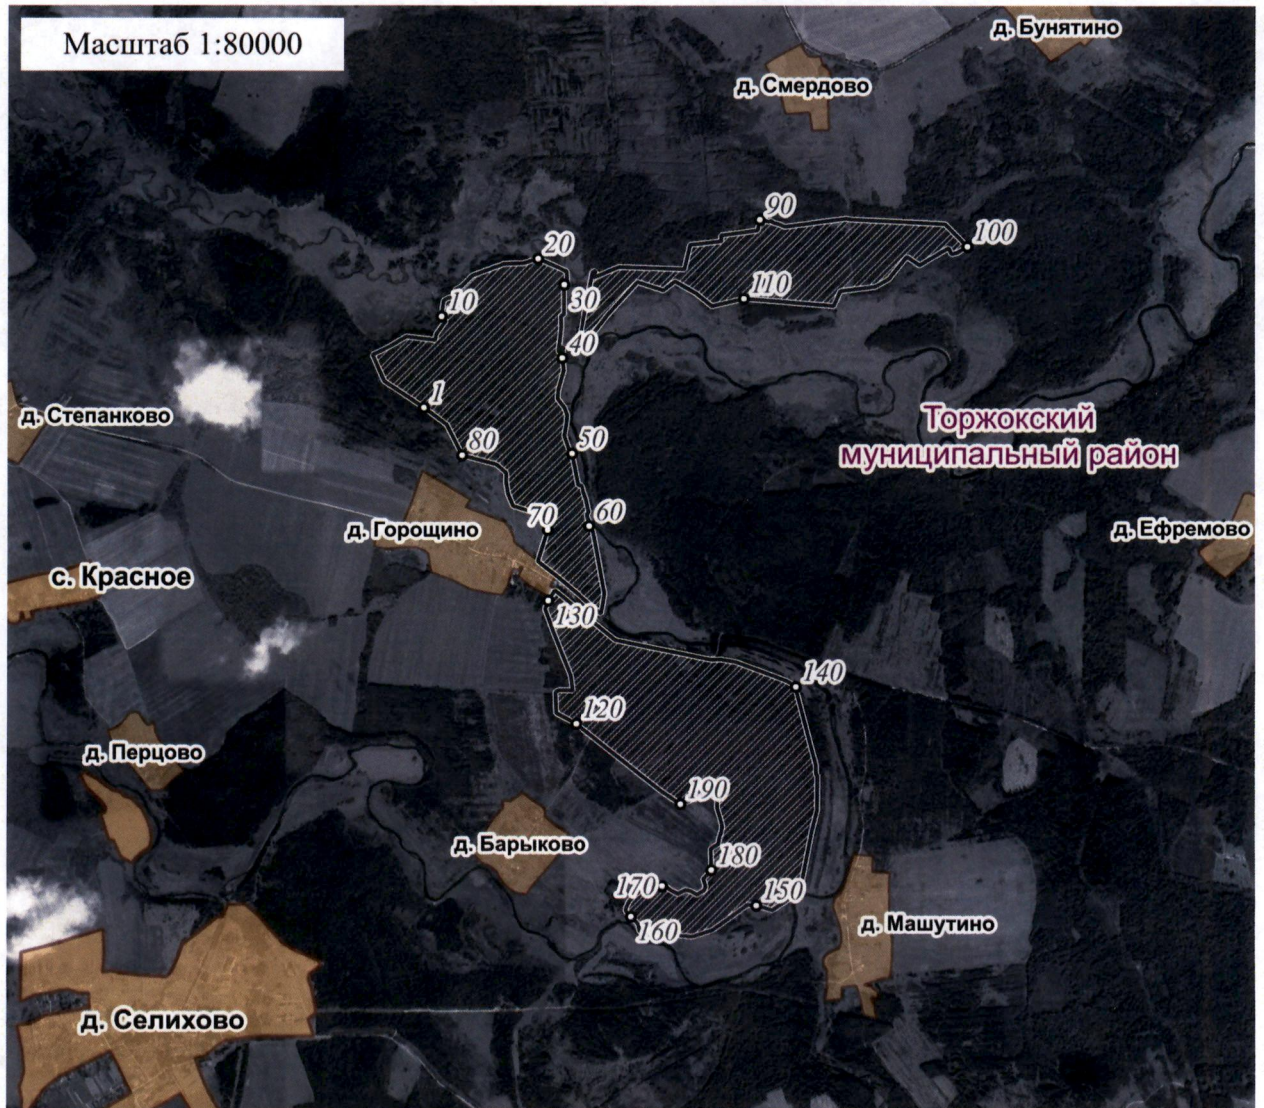 Масштаб 1:80000
д. Бунятино
д. Смердово
90
100
20
10
30
110
40
1
д. Степанково
Торжокский
муниципальный район
80
50
70
60
д. Горощино
д. Ефремово
с. Красное
130
140
120
д. Перцово
190
д. Барыково
180
170
150
160
д. Машутино
д. Селихово